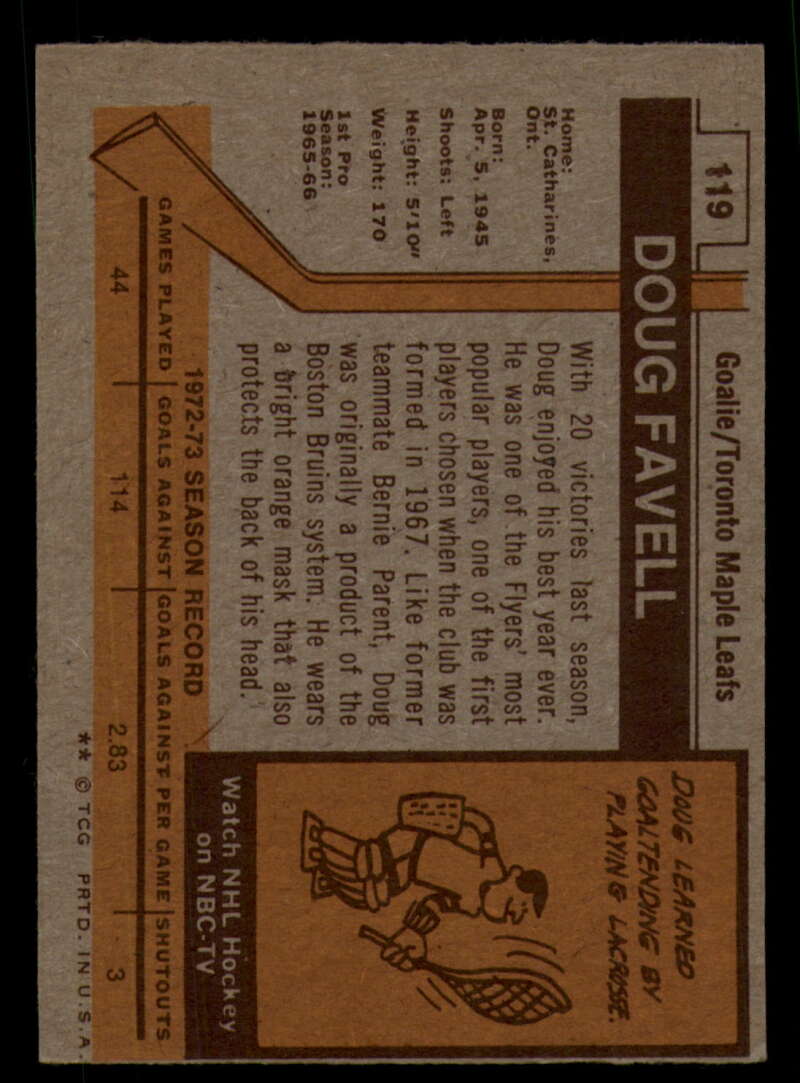 119
Goalie/Toronto Maple Leafs
DOUG FAVELL
Home:
St. Catharines,
Ont.
Born:
Apr. 5, 1945
Shoots: Left
Height: 5'10"
Weight: 170
1st Pro
Season:
1965-66
With 20 victories last season,
Doug enjoyed his best year ever.
He was one of the Flyers' most
popular players, one of the first
players chosen when the club was
formed in 1967. Like former
teammate Bernie Parent, Doug
was originally a product of the
Boston Bruins system. He wears
a bright orange mask that also
protects the back of his head.
DOUG LEARNED
GOALTENDING BY
PLAYING LACROSSE.
Watch NHL Hockey
on NBC-TV
1972-73 SEASON RECORD
GAMES PLAYED GOALS AGAINST GOALS AGAINST PER GAME SHUTOUTS
44 114 2.83 3
** © TCG PRTD. IN U.S.A.